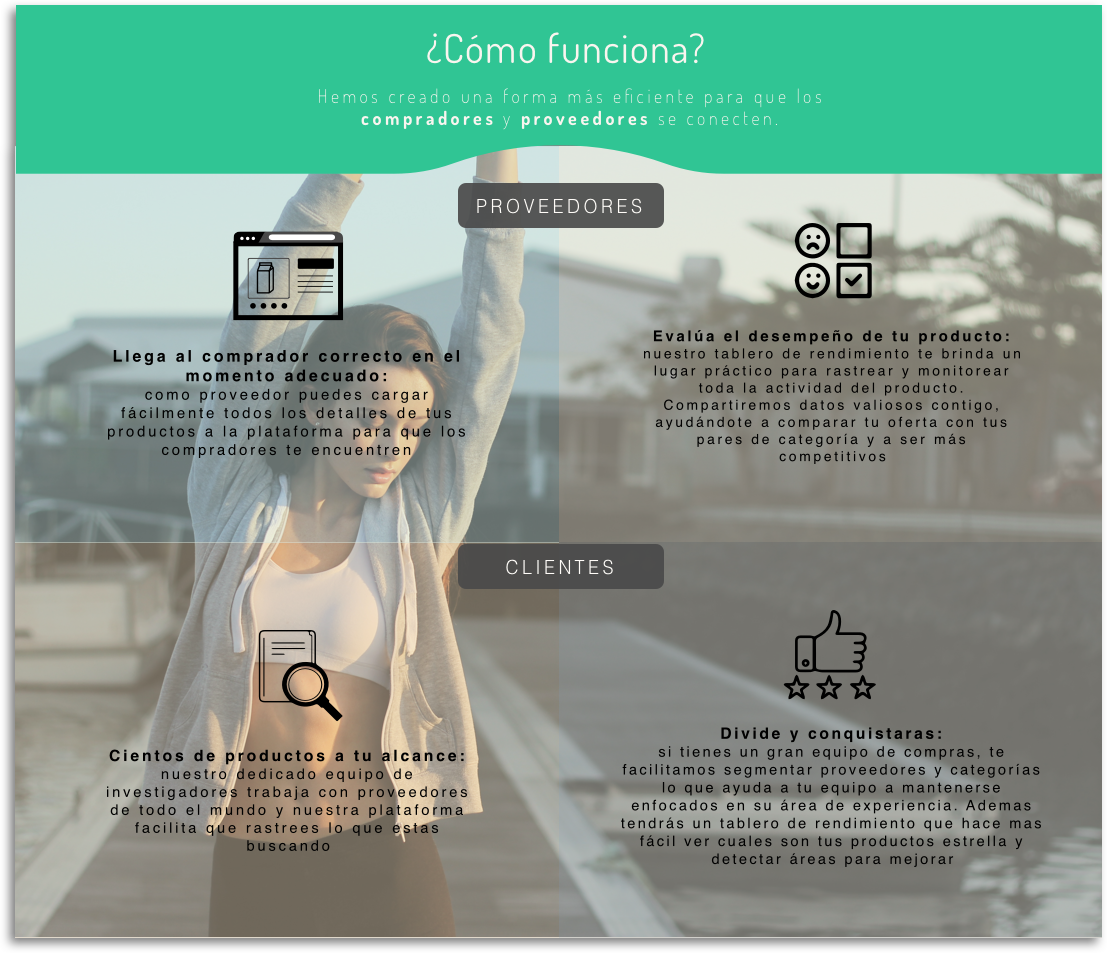 ¿Cómo funciona?
Hemos creado una forma más eficiente para que los
compradores y proveedores se conecten.
PROVEEDORES
Llega al comprador correcto en el
momento adecuado:
como proveedor puedes cargar
fácilmente todos los detalles de tus
productos a la plataforma para que los
compradores te encuentren
Evalúa el desempeño de tu producto:
nuestro tablero de rendimiento te brinda un
lugar práctico para rastrear y monitorear
toda la actividad del producto.
Compartiremos datos valiosos contigo,
ayudándote a comparar tu oferta con tus
pares de categoría y a ser más
competitivos
CLIENTES
Cientos de productos a tu alcance:
nuestro dedicado equipo de
investigadores trabaja con proveedores
de todo el mundo y nuestra plataforma
facilita que rastrees lo que estas
buscando
Divide y conquistaras:
si tienes un gran equipo de compras, te
facilitamos segmentar proveedores y categorías
lo que ayuda a tu equipo a mantenerse
enfocados en su área de experiencia. Ademas
tendrás un tablero de rendimiento que hace mas
fácil ver cuales son tus productos estrella y
detectar áreas para mejorar